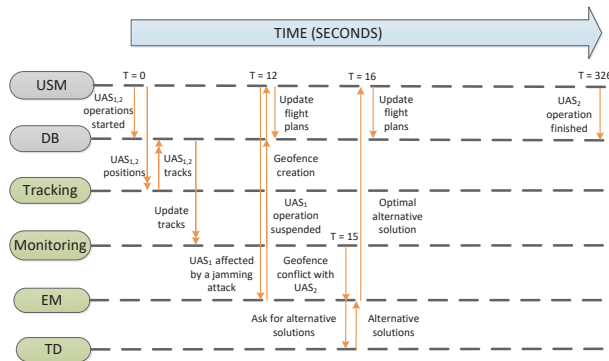 TIME (SECONDS)
T = 0
T = 12
T = 16
T = 326
USM
UAS1,2
operations
started
Update
flight
plans
Update
flight
plans
UAS2
operation
finished
DB
UAS1,2
positions
UAS1,2
tracks
Geofence
creation
Tracking
Update
tracks
UAS1
operation
suspended
Optimal
alternative
solution
T = 15
Monitoring
UAS1 affected
by a jamming
attack
Geofence
conflict with
UAS2
EM
Ask for alternative
solutions
Alternative
solutions
TD